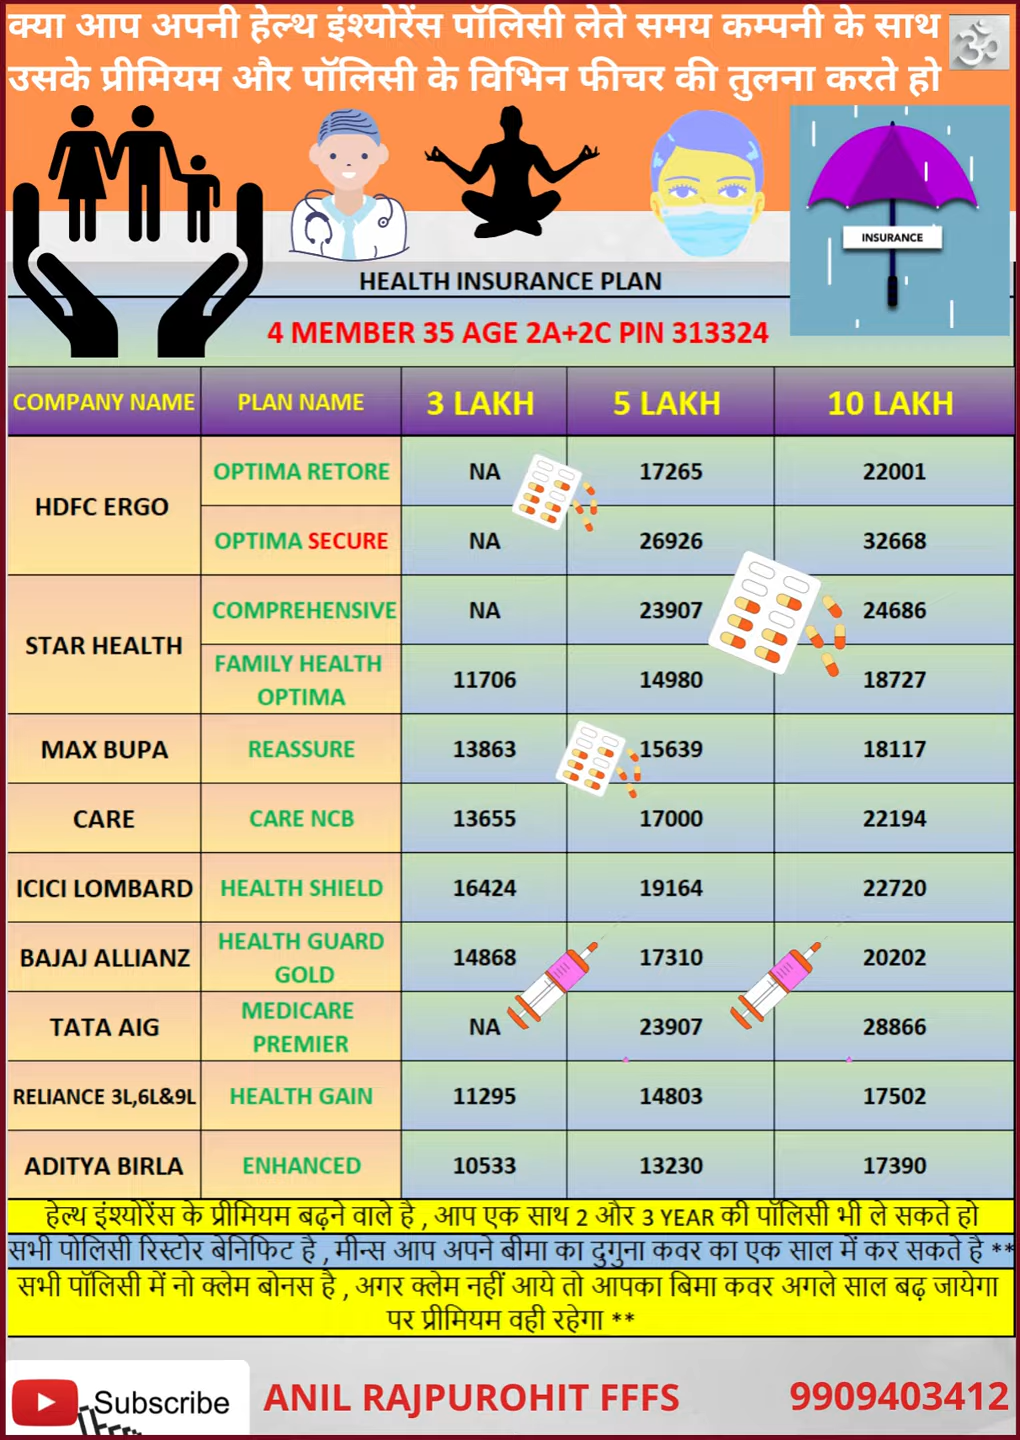 क्या आप अपनी हेल्थ इंश्योरेंस पॉलिसी लेते समय कम्पनी के साथ
उसके प्रीमियम और पॉलिसी के विभिन फीचर की तुलना करते हो
INSURANCE
HEALTH INSURANCE PLAN
4 MEMBER 35 AGE 2A+2C PIN 313324
COMPANY NAME PLAN NAME 3 LAKH 5 LAKH 10 LAKH
HDFC ERGO
OPTIMA RETORE NA 17265 22001
OPTIMA SECURE NA 26926 32668
STAR HEALTH
COMPREHENSIVE NA 23907 24686
FAMILY HEALTH
OPTIMA 11706 14980 18727
MAX BUPA REASSURE 13863 15639 18117
CARE CARE NCB 13655 17000 22194
ICICI LOMBARD HEALTH SHIELD 16424 19164 22720
BAJAJ ALLIANZ HEALTH GUARD
GOLD 14868 17310 20202
TATA AIG MEDICARE
PREMIER NA 23907 28866
RELIANCE 3L,6L&9L HEALTH GAIN 11295 14803 17502
ADITYA BIRLA ENHANCED 10533 13230 17390
हेल्थ इंश्योरेंस के प्रीमियम बढ़ने वाले है , आप एक साथ 2 और 3 YEAR की पॉलिसी भी ले सकते हो
सभी पोलिसी रिस्टोर बेनिफिट है , मीन्स आप अपने बीमा का दुगुना कवर का एक साल में कर सकते है **
सभी पॉलिसी में नो क्लेम बोनस है , अगर क्लेम नहीं आये तो आपका बिमा कवर अगले साल बढ़ जायेगा
पर प्रीमियम वही रहेगा **
Subscribe ANIL RAJPUROHIT FFFS 9909403412